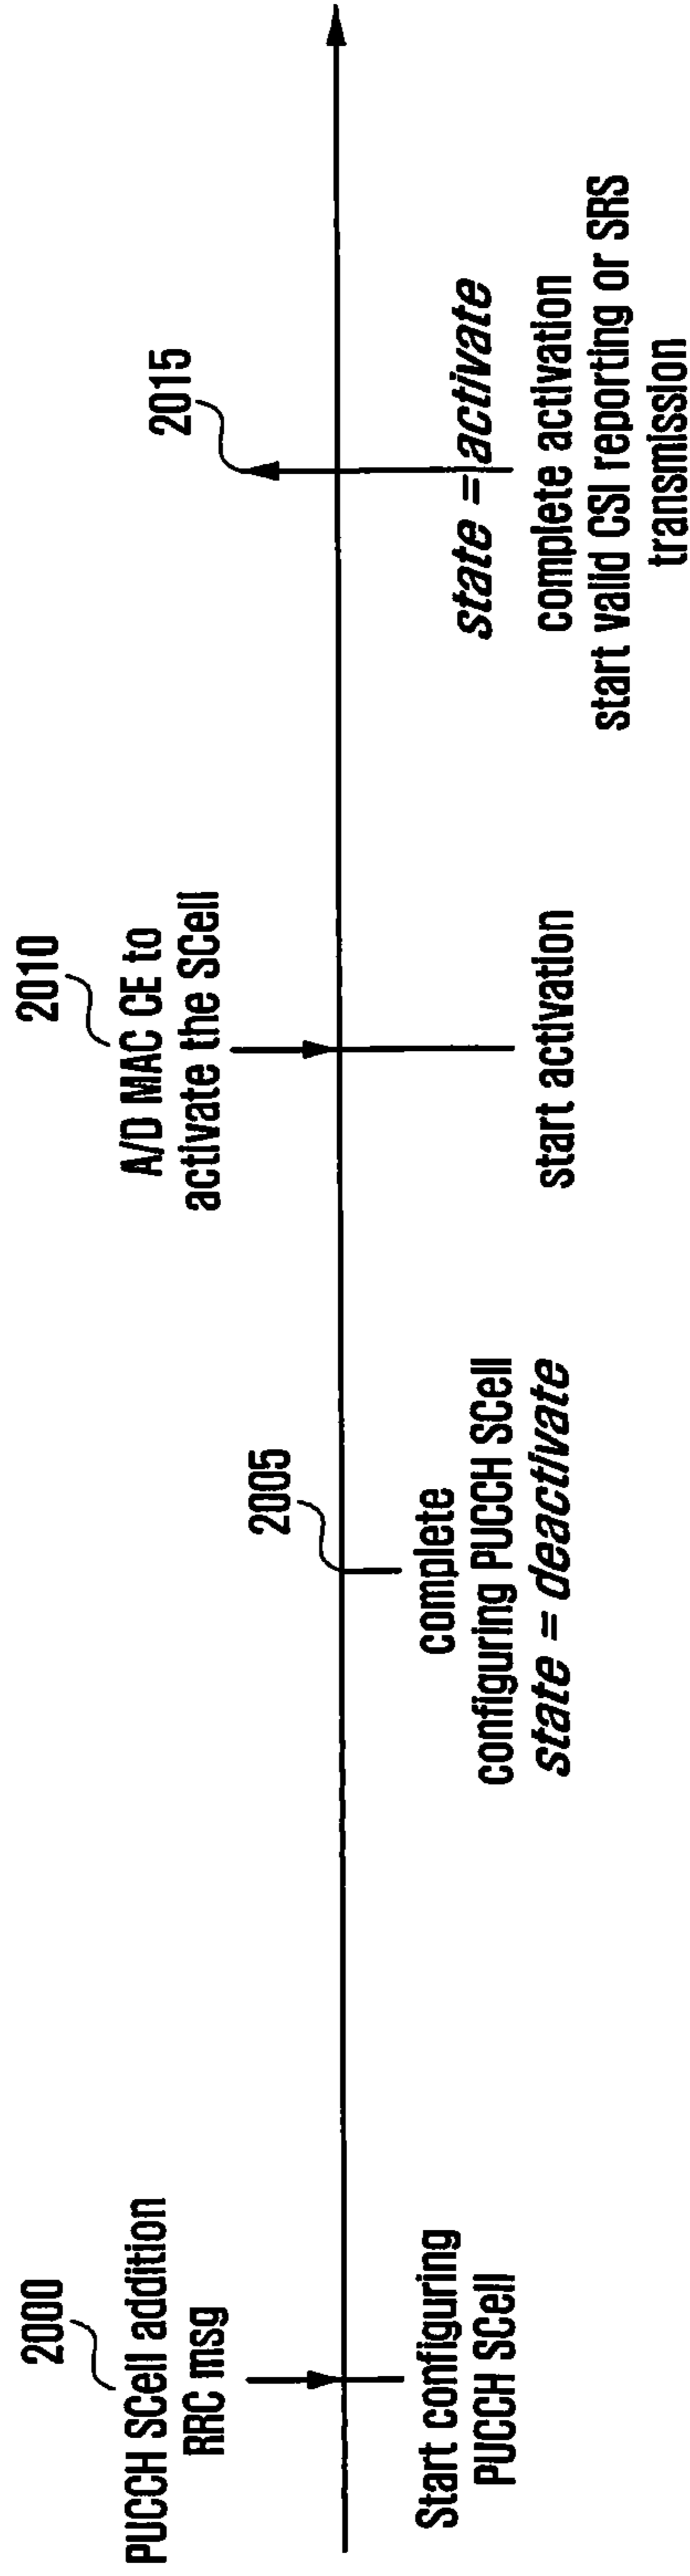 2000
PUCCH SCell addition
RRC msg
Start configuring
PUCCH SCell
2005
complete
configuring PUCCH SCell
state = deactivate
2010
A/D MAC CE to
activate the SCell
start activation
2015
state = activate
complete activation
start valid CSI reporting or SRS
transmission